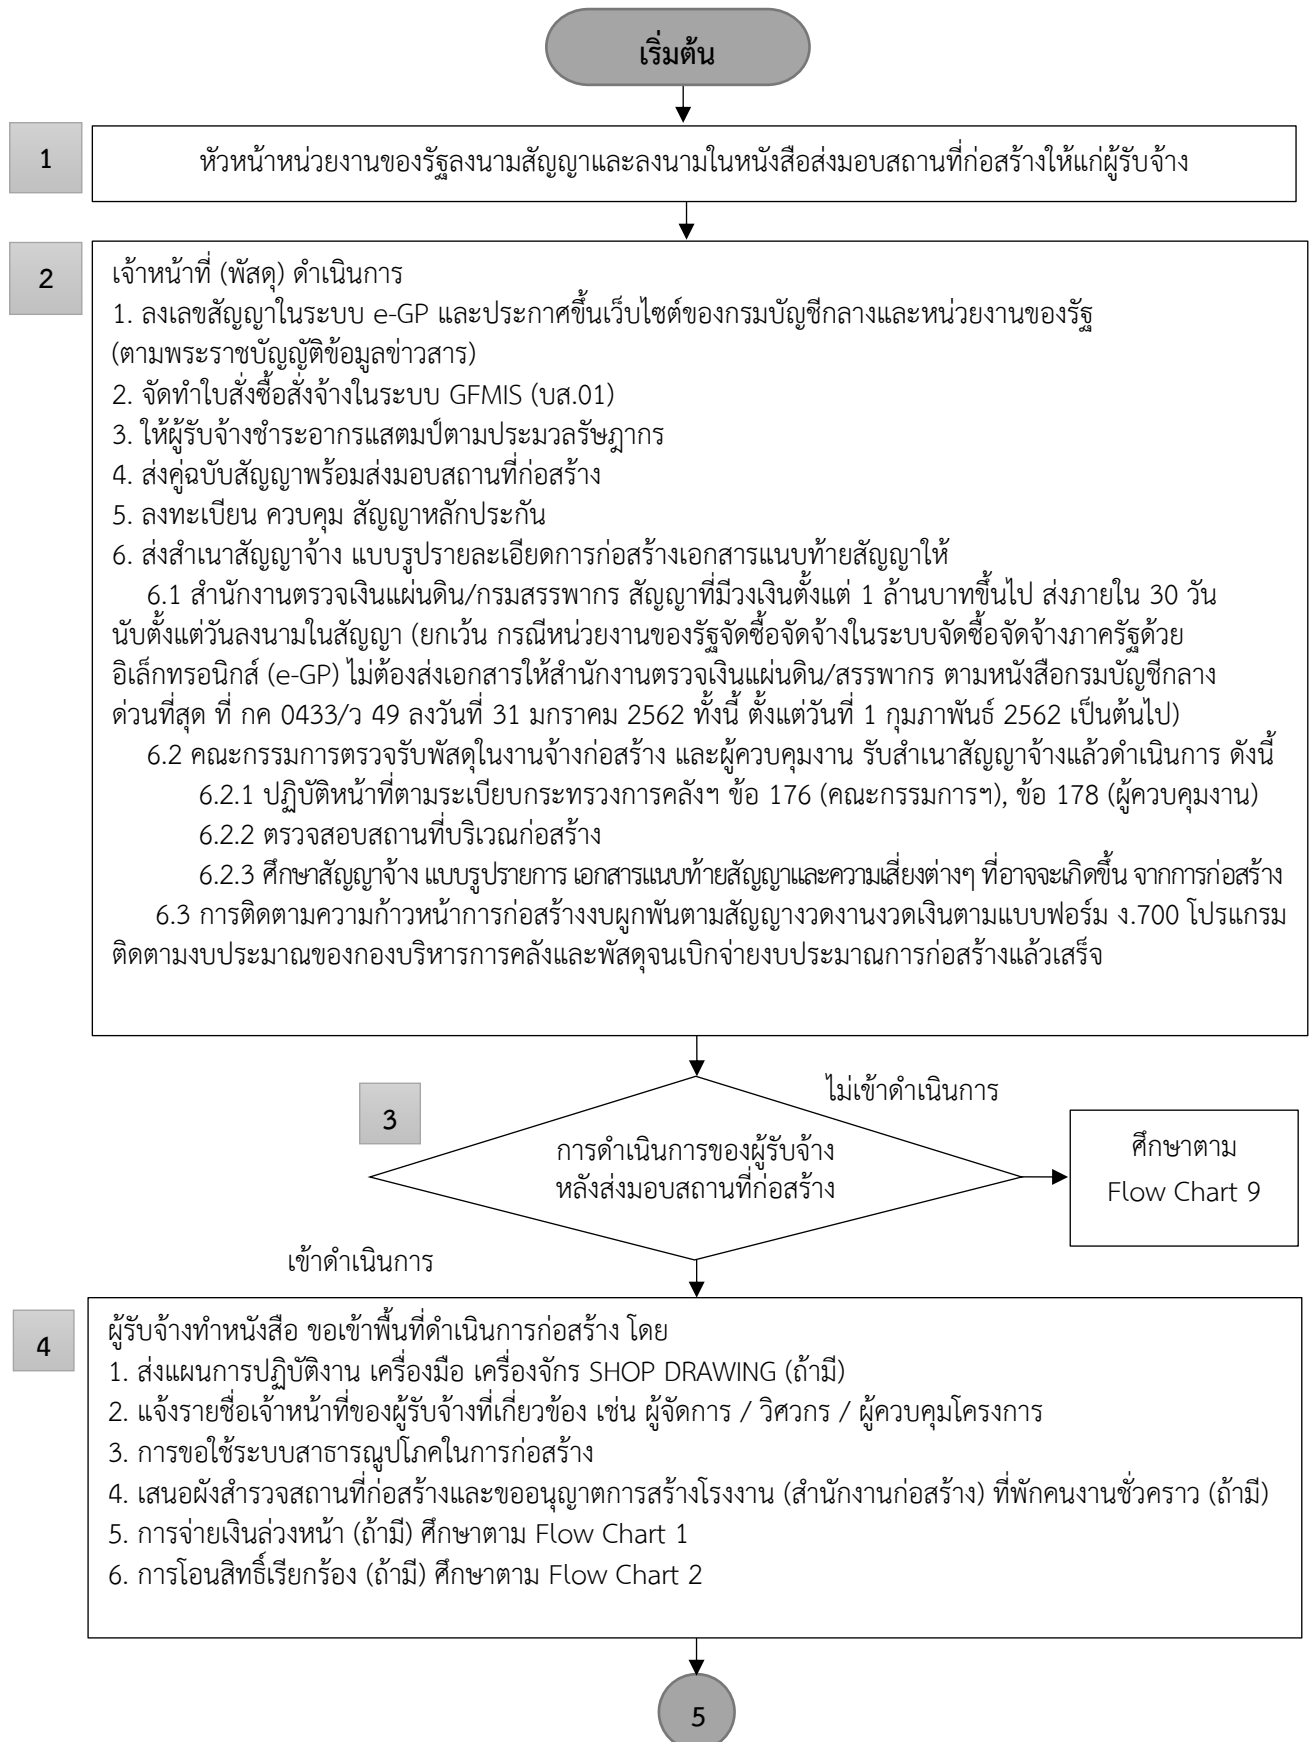 เริ่มต้น
1
หัวหน้าหน่วยงานของรัฐลงนามสัญญาและลงนามในหนังสือส่งมอบสถานที่ก่อสร้างให้แก่ผู้รับจ้าง
2
เจ้าหน้าที่ (พัสดุ) ดำเนินการ
1. ลงเลขสัญญาในระบบ e-GP และประกาศขึ้นเว็บไซต์ของกรมบัญชีกลางและหน่วยงานของรัฐ
(ตามพระราชบัญญัติข้อมูลข่าวสาร)
2. จัดทำใบสั่งซื้อสั่งจ้างในระบบ GFMIS (บส.01)
3. ให้ผู้รับจ้างชำระอากรแสตมป์ตามประมวลรัษฎากร
4. ส่งคู่ฉบับสัญญาพร้อมส่งมอบสถานที่ก่อสร้าง
5. ลงทะเบียน ควบคุม สัญญาหลักประกัน
6. ส่งสำเนาสัญญาจ้าง แบบรูปรายละเอียดการก่อสร้างเอกสารแนบท้ายสัญญาให้
6.1 สำนักงานตรวจเงินแผ่นดิน/กรมสรรพากร สัญญาที่มีวงเงินตั้งแต่ 1 ล้านบาทขึ้นไป ส่งภายใน 30 วัน
นับตั้งแต่วันลงนามในสัญญา (ยกเว้น กรณีหน่วยงานของรัฐจัดซื้อจัดจ้างในระบบจัดซื้อจัดจ้างภาครัฐด้วย
อิเล็กทรอนิกส์ (e-GP) ไม่ต้องส่งเอกสารให้สำนักงานตรวจเงินแผ่นดิน/สรรพากร ตามหนังสือกรมบัญชีกลาง
ด่วนที่สุด ที่ กค 0433/ว 49 ลงวันที่ 31 มกราคม 2562 ทั้งนี้ ตั้งแต่วันที่ 1 กุมภาพันธ์ 2562 เป็นต้นไป)
6.2 คณะกรรมการตรวจรับพัสดุในงานจ้างก่อสร้าง และผู้ควบคุมงาน รับสำเนาสัญญาจ้างแล้วดำเนินการ ดังนี้
6.2.1 ปฏิบัติหน้าที่ตามระเบียบกระทรวงการคลังฯ ข้อ 176 (คณะกรรมการฯ), ข้อ 178 (ผู้ควบคุมงาน)
6.2.2 ตรวจสอบสถานที่บริเวณก่อสร้าง
6.2.3 ศึกษาสัญญาจ้าง แบบรูปรายการ เอกสารแนบท้ายสัญญาและความเสี่ยงต่างๆ ที่อาจจะเกิดขึ้น จากการก่อสร้าง
6.3 การติดตามความก้าวหน้าการก่อสร้างงบผูกพันตามสัญญางวดงานงวดเงินตามแบบฟอร์ม ง.700 โปรแกรม
ติดตามงบประมาณของกองบริหารการคลังและพัสดุจนเบิกจ่ายงบประมาณการก่อสร้างแล้วเสร็จ
3
ไม่เข้าดำเนินการ
การดำเนินการของผู้รับจ้าง
หลังส่งมอบสถานที่ก่อสร้าง
ศึกษาตาม
Flow Chart 9
เข้าดำเนินการ
4
ผู้รับจ้างทำหนังสือ ขอเข้าพื้นที่ดำเนินการก่อสร้าง โดย
1. ส่งแผนการปฏิบัติงาน เครื่องมือ เครื่องจักร SHOP DRAWING (ถ้ามี)
2. แจ้งรายชื่อเจ้าหน้าที่ของผู้รับจ้างที่เกี่ยวข้อง เช่น ผู้จัดการ / วิศวกร / ผู้ควบคุมโครงการ
3. การขอใช้ระบบสาธารณูปโภคในการก่อสร้าง
4. เสนอผังสำรวจสถานที่ก่อสร้างและขออนุญาตการสร้างโรงงาน (สำนักงานก่อสร้าง) ที่พักคนงานชั่วคราว (ถ้ามี)
5. การจ่ายเงินล่วงหน้า (ถ้ามี) ศึกษาตาม Flow Chart 1
6. การโอนสิทธิ์เรียกร้อง (ถ้ามี) ศึกษาตาม Flow Chart 2
5